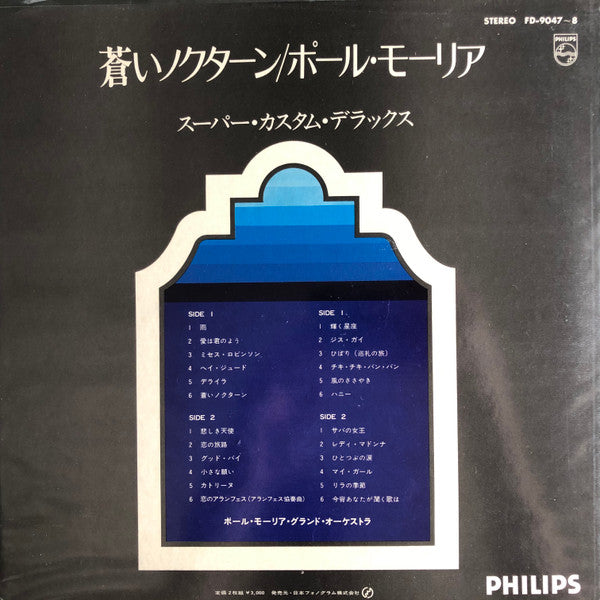 STEREO FD-9047~8
PHILIPS
蒼いノクターン/ポール・モーリア
スーパー・カスタム・デラックス
SIDE 1
1 雨
2 愛は君のよう
3 ミセス・ロビンソン
4 ヘイ・ジュード
5 デライラ
6 蒼いノクターン
SIDE 2
1 悲しき天使
2 恋の旅路
3 グッド・バイ
4 小さな願い
5 カトリーヌ
6 恋のアランフェス(アランフェス協奏曲)
SIDE 1.
1 輝く星座
2 ジス・ガイ
3 ひばり(巡礼の旅)
4 チキ・チキ・バン・バン
5 風のささやき
6 ハニー
SIDE 2
1 サバの女王
2 レディ・マドンナ
3 ひとつぶの涙
4 マイ・ガール
5 リラの季節
6 今宵あなたが聞く歌は
ポール・モーリア・グランド・オーケストラ
定価2枚組 ¥3,000 発売元・日本フォノグラム株式会社
PHILIPS